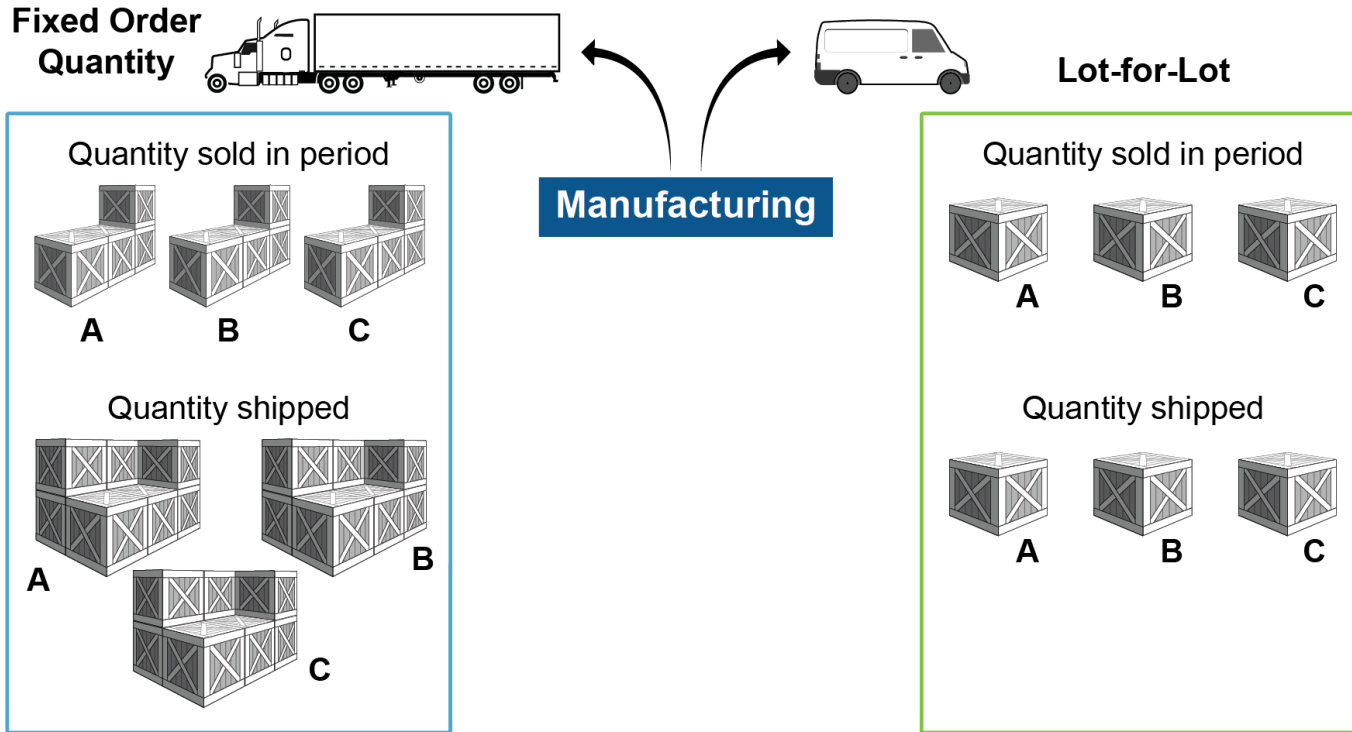 Fixed Order
Quantity
Quantity sold in period
A B C
Quantity shipped
A
B
C
Manufacturing
Lot-for-Lot
Quantity sold in period
A B C
Quantity shipped
A B C